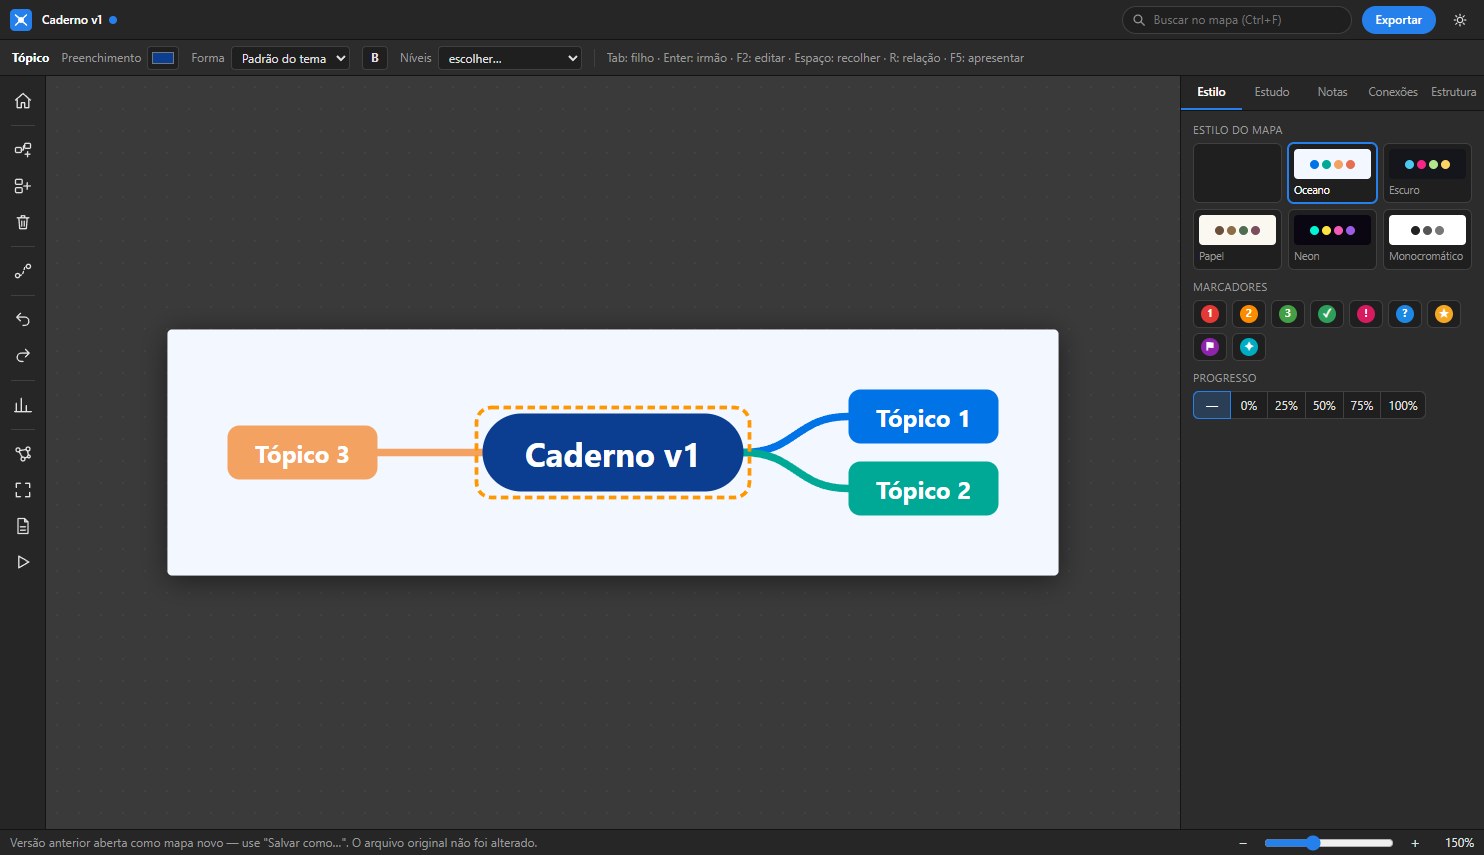 Caderno v1
Buscar no mapa (Ctrl+F)
Exportar
Tópico
Preenchimento
Forma
Padrão do tema
B
Níveis
escolher...
Tab: filho · Enter: irmão · F2: editar · Espaço: recolher · R: relação · F5: apresentar
Estilo
Estudo
Notas
Conexões
Estrutura
ESTILO DO MAPA
Oceano
Escuro
Papel
Neon
Monocromático
MARCADORES
1
2
3
!
?
PROGRESSO
—
0%
25%
50%
75%
100%
Tópico 3
Caderno v1
Tópico 1
Tópico 2
Versão anterior aberta como mapa novo — use "Salvar como...". O arquivo original não foi alterado.
150%